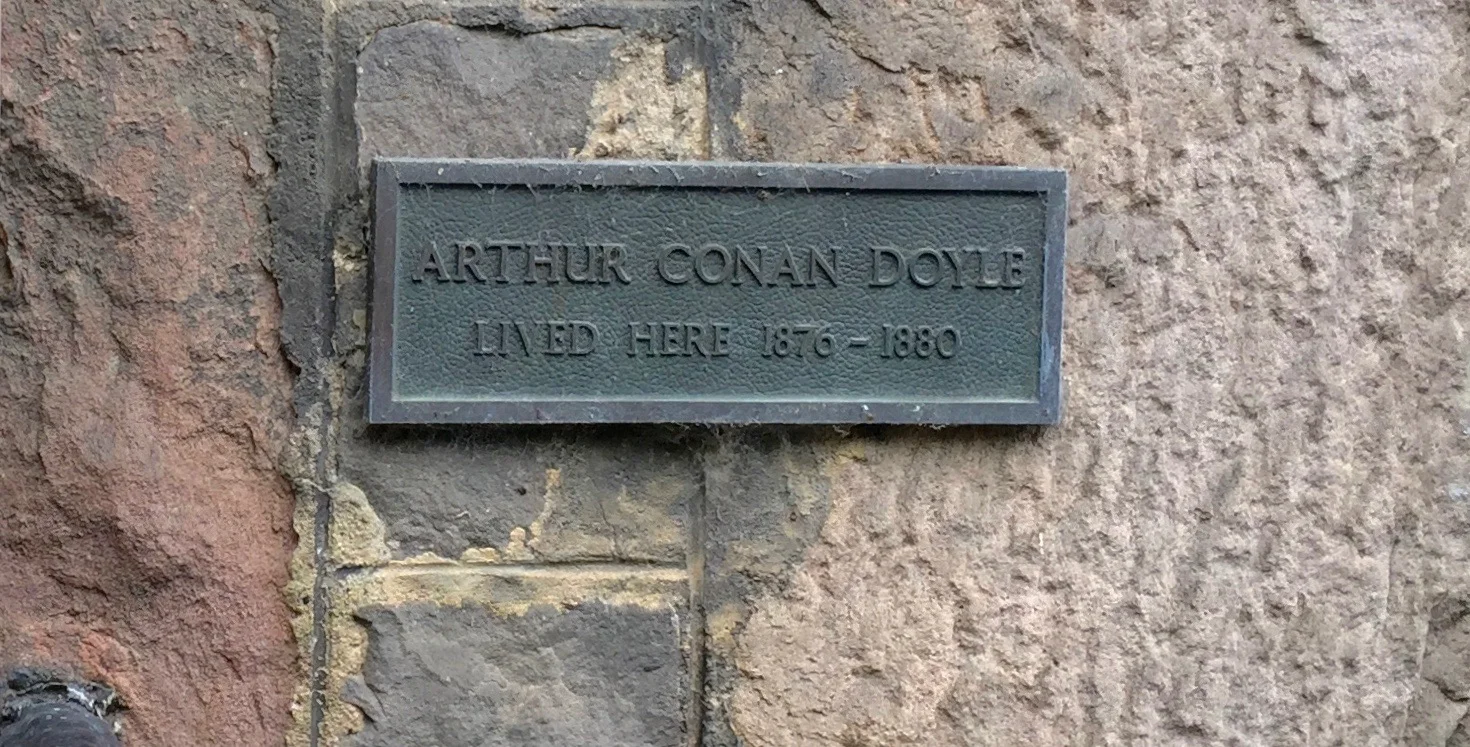 ARTHUR CONAN DOYLE
LIVED HERE 1876 – 1880